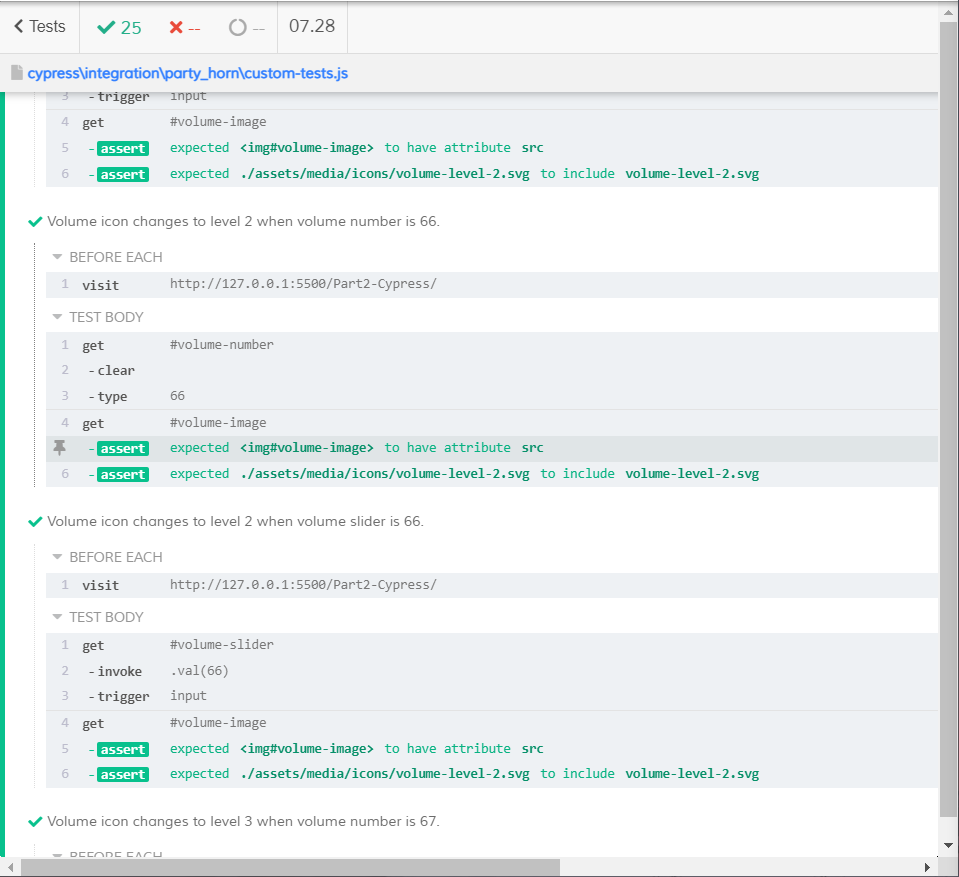 Tests 25 -- -- 07.28
cypress\integration\party_horn\custom-tests.js
3 -trigger input
4 get #volume-image
5 -assert expected <img#volume-image> to have attribute src
6 -assert expected ./assets/media/icons/volume-level-2.svg to include volume-level-2.svg
Volume icon changes to level 2 when volume number is 66.
BEFORE EACH
1 visit http://127.0.0.1:5500/Part2-Cypress/
TEST BODY
1 get #volume-number
2 -clear
3 -type 66
4 get #volume-image
-assert expected <img#volume-image> to have attribute src
6 -assert expected ./assets/media/icons/volume-level-2.svg to include volume-level-2.svg
Volume icon changes to level 2 when volume slider is 66.
BEFORE EACH
1 visit http://127.0.0.1:5500/Part2-Cypress/
TEST BODY
1 get #volume-slider
2 -invoke .val(66)
3 -trigger input
4 get #volume-image
5 -assert expected <img#volume-image> to have attribute src
6 -assert expected ./assets/media/icons/volume-level-2.svg to include volume-level-2.svg
Volume icon changes to level 3 when volume number is 67.
BEFORE EACH